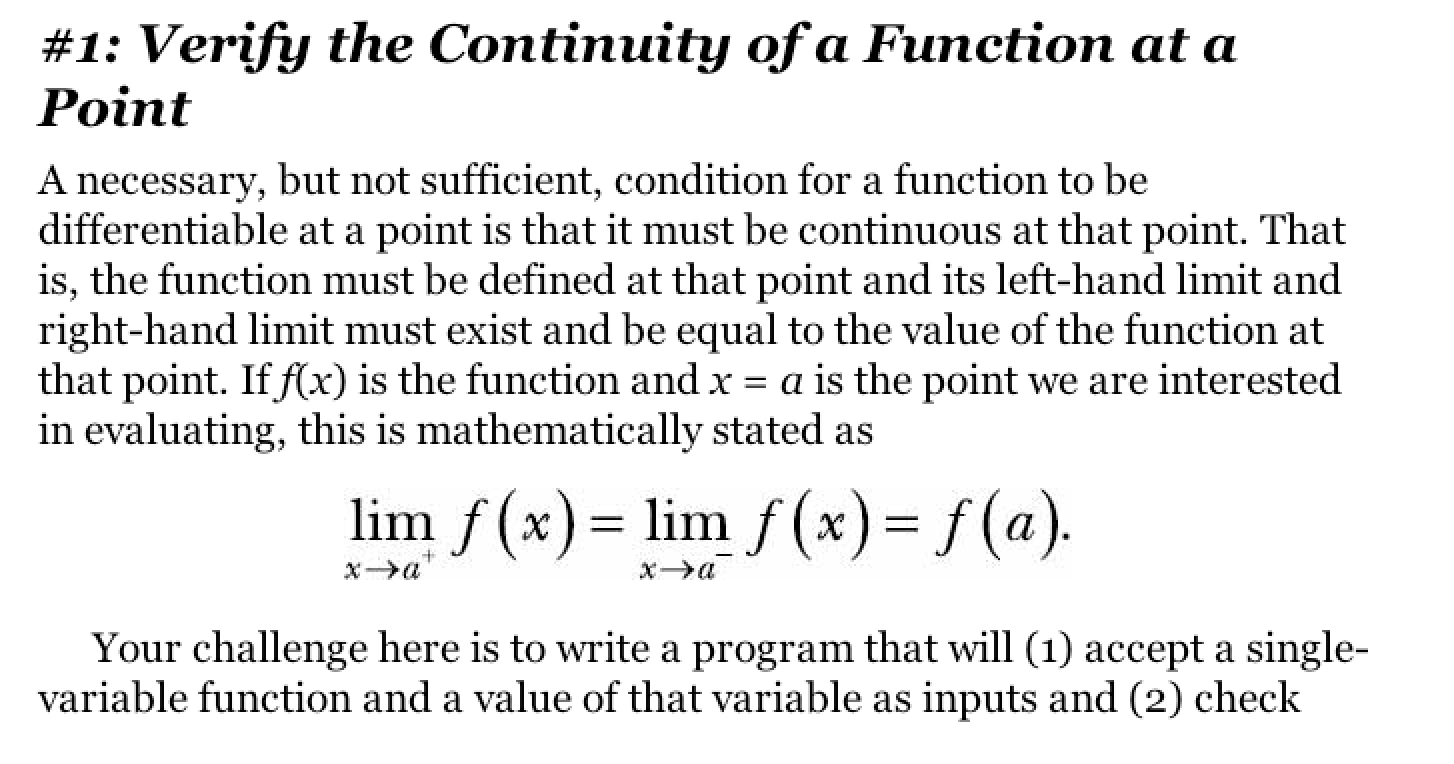 #1: Verify the Continuity of a Function at a
Point
A necessary, but not sufficient, condition for a function to be
differentiable at a point is that it must be continuous at that point. That
is, the function must be defined at that point and its left-hand limit and
right-hand limit must exist and be equal to the value of the function at
that point. If f(x) is the function and x = a is the point we are interested
in evaluating, this is mathematically stated as
lim f(x) = lim f(x) = f(a).
x→a⁺ x→a⁻
Your challenge here is to write a program that will (1) accept a single-
variable function and a value of that variable as inputs and (2) check